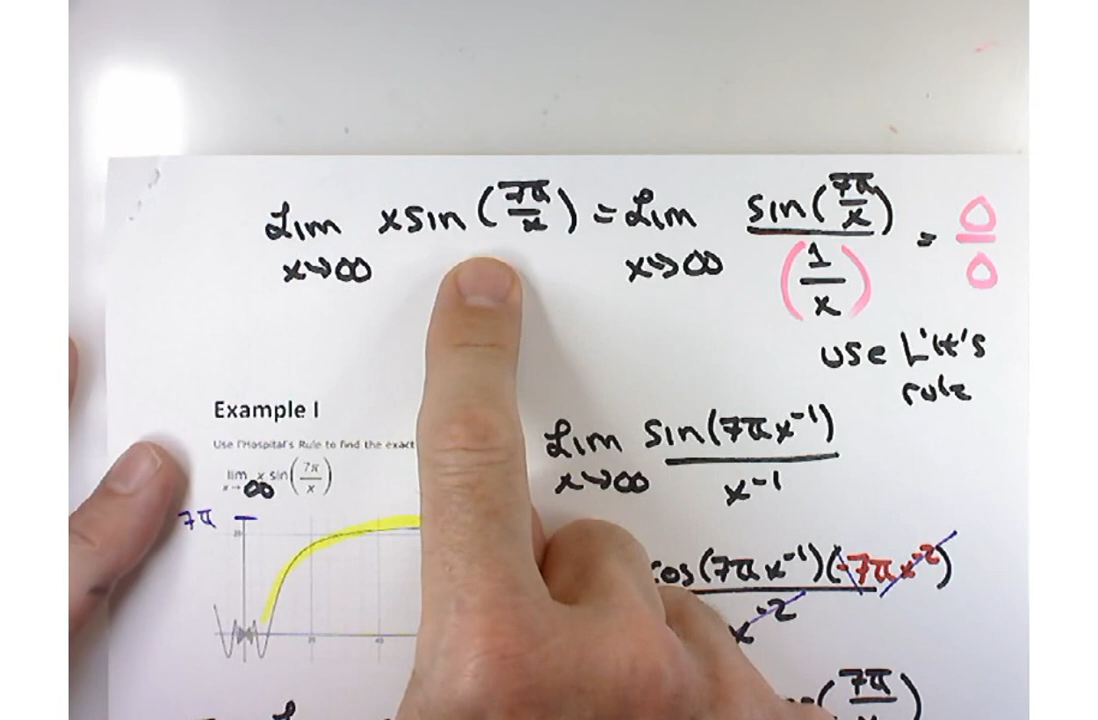 Lim x sin (7π/x) = Lim sin(7π/x)/(1/x) = 0/0
x→∞ x→∞
use L'H's
rule
Example I
Use l'Hospital's Rule to find the exact
lim x sin(7π/x)
x→∞
Lim sin(7πx⁻¹)/x⁻¹
x→∞
7π
cos(7πx⁻¹)(-7πx⁻²)
x⁻²
(7π